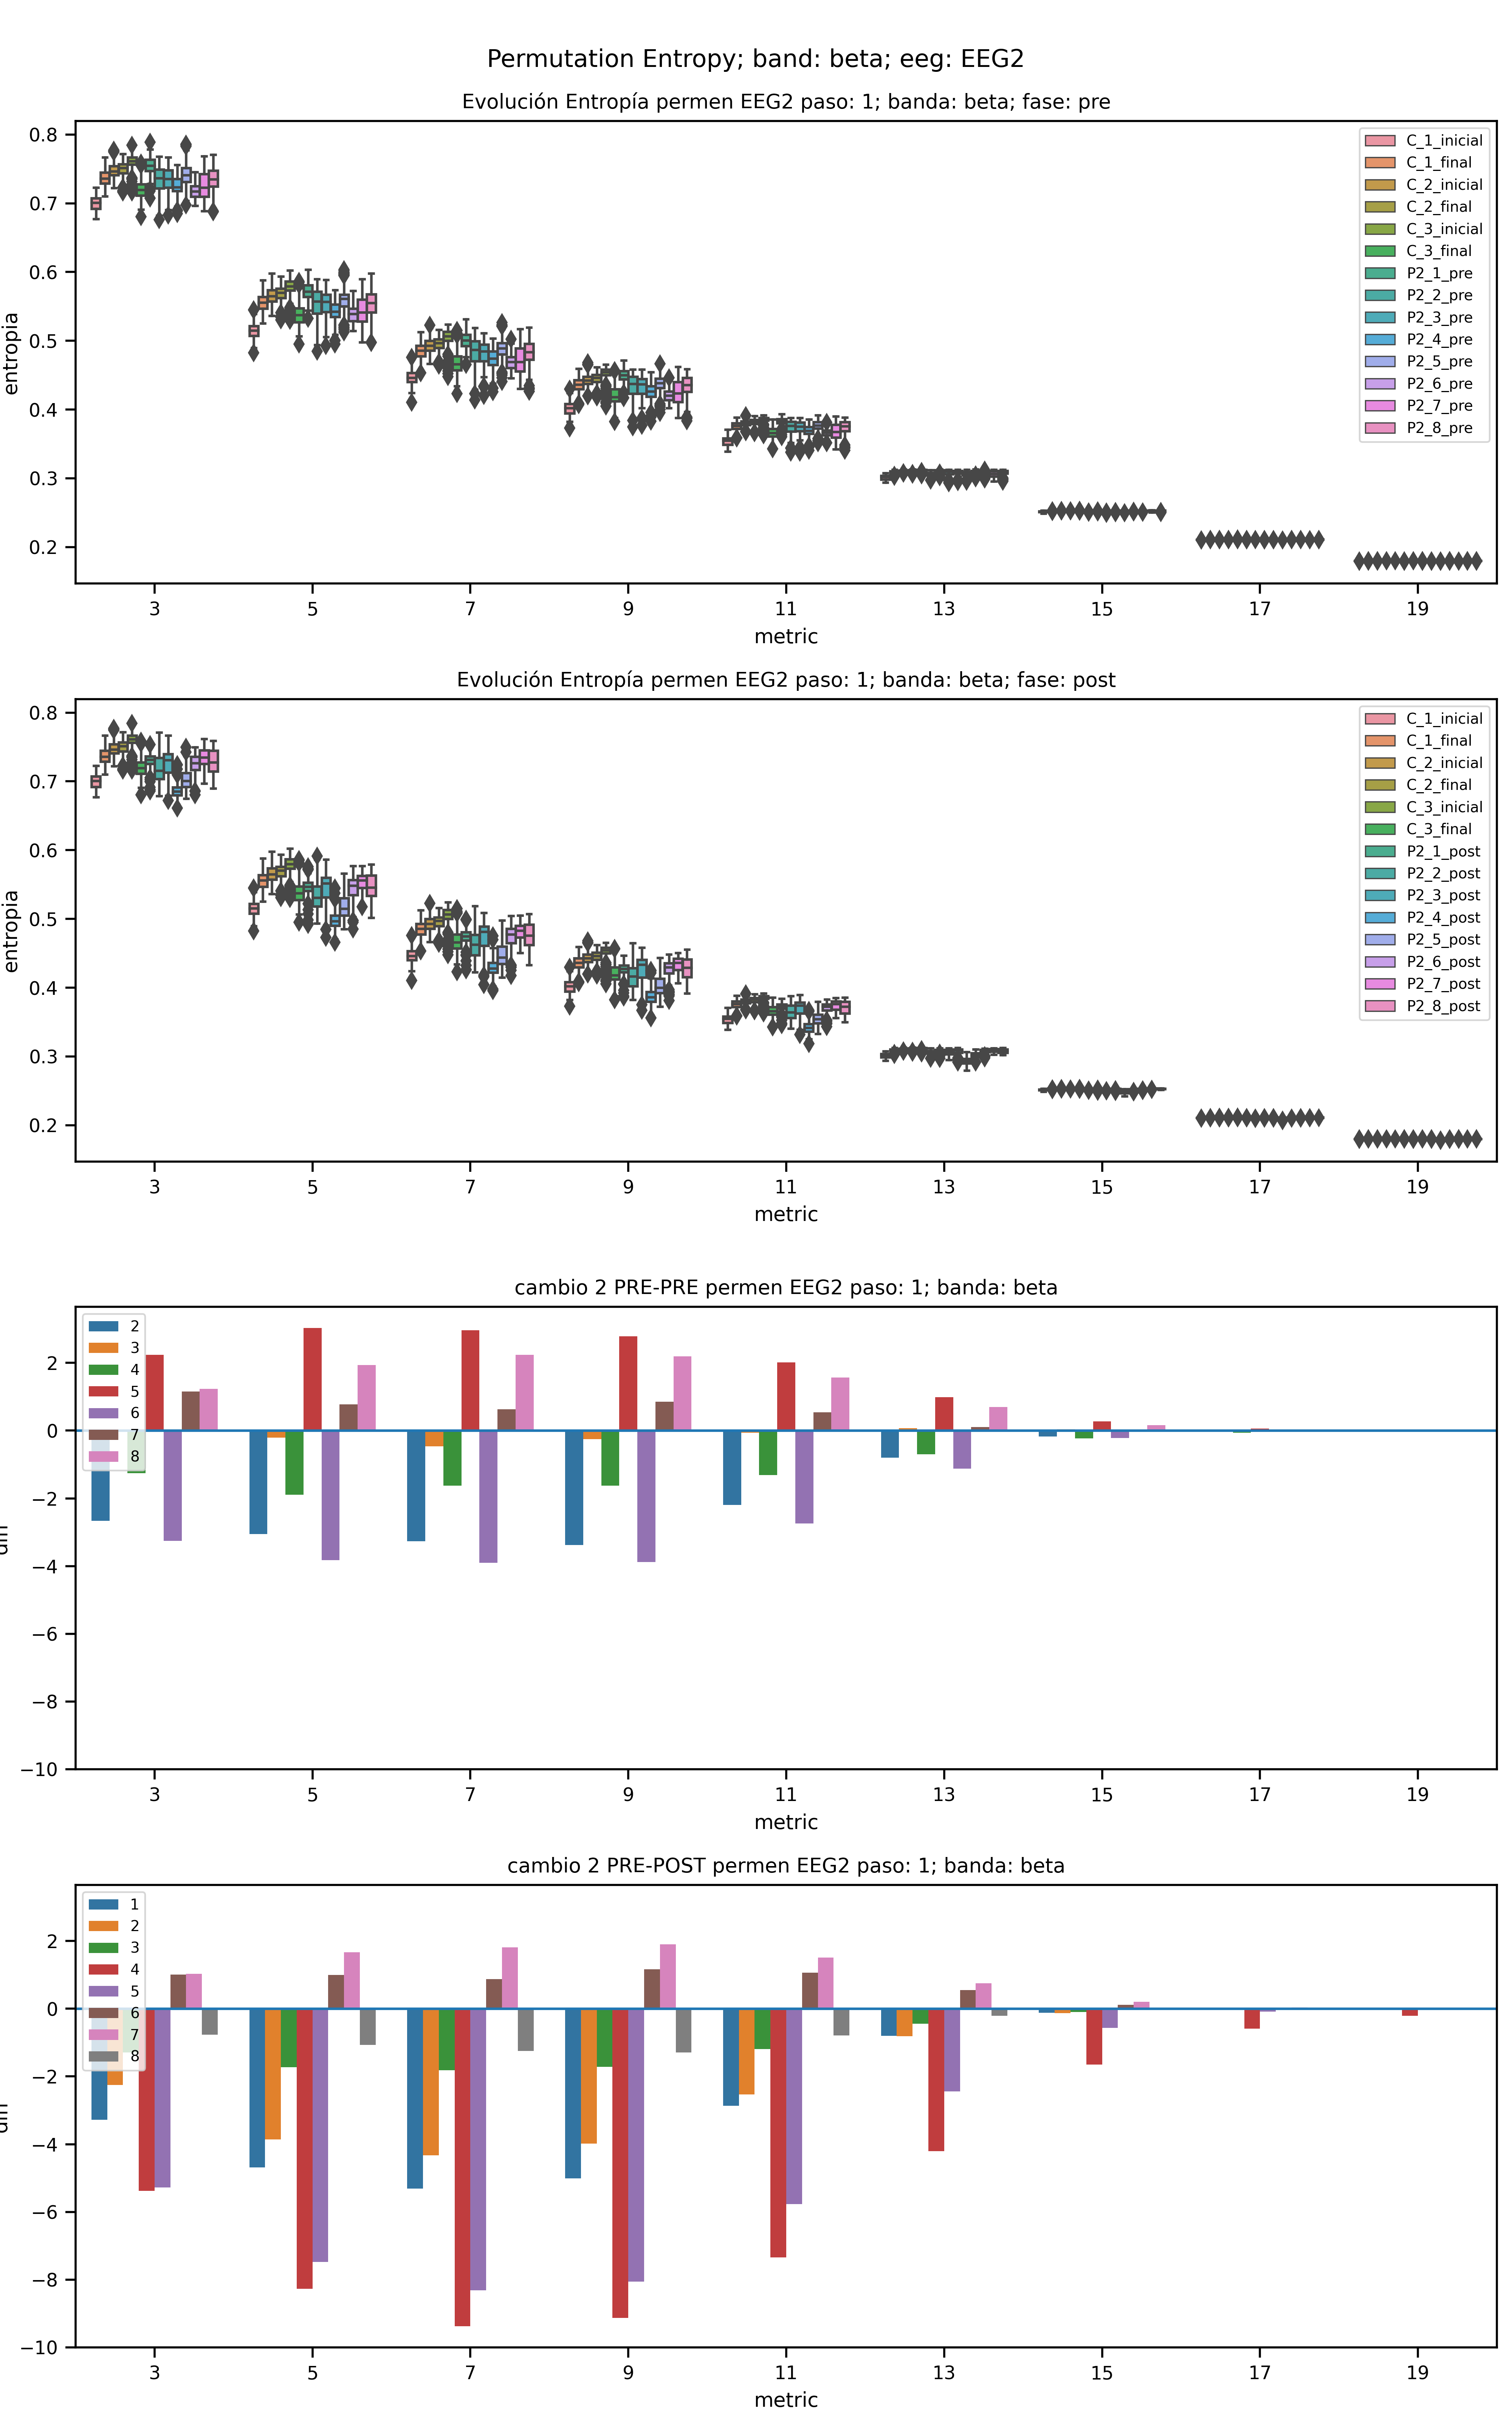 Permutation Entropy; band: beta; eeg: EEG2
Evolución Entropía permen EEG2 paso: 1; banda: beta; fase: pre
0.8
0.7
0.6
0.5
0.4
0.3
0.2
entropia
C_1_inicial
C_1_final
C_2_inicial
C_2_final
C_3_inicial
C_3_final
P2_1_pre
P2_2_pre
P2_3_pre
P2_4_pre
P2_5_pre
P2_6_pre
P2_7_pre
P2_8_pre
3 5 7 9 11 13 15 17 19
metric
Evolución Entropía permen EEG2 paso: 1; banda: beta; fase: post
0.8
0.7
0.6
0.5
0.4
0.3
0.2
entropia
C_1_inicial
C_1_final
C_2_inicial
C_2_final
C_3_inicial
C_3_final
P2_1_post
P2_2_post
P2_3_post
P2_4_post
P2_5_post
P2_6_post
P2_7_post
P2_8_post
3 5 7 9 11 13 15 17 19
metric
cambio 2 PRE-PRE permen EEG2 paso: 1; banda: beta
2
0
−2
−4
−6
−8
−10
2
3
4
5
6
7
8
3 5 7 9 11 13 15 17 19
metric
cambio 2 PRE-POST permen EEG2 paso: 1; banda: beta
2
0
−2
−4
−6
−8
−10
1
2
3
4
5
6
7
8
3 5 7 9 11 13 15 17 19
metric